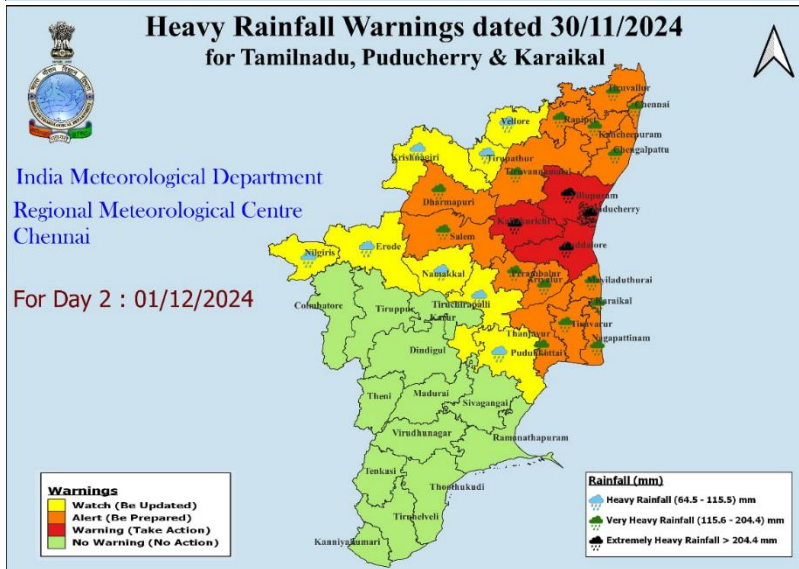 Heavy Rainfall Warnings dated 30/11/2024
for Tamilnadu, Puducherry & Karaikal
India Meteorological Department
Regional Meteorological Centre
Chennai
For Day 2 : 01/12/2024
Tiruvallur
Chennai
Vellore
Ranipet
Kancheepuram
Krishnagiri
Tirupathur
Chengalpattu
Tiruvannamalai
Dharmapuri
Villupuram
Puducherry
Kallakurichi
Salem
Cuddalore
Nilgiris
Erode
Namakkal
Perambalur
Ariyalur
Mayiladuthurai
Tiruchirapalli
Karaikal
Coimbatore
Tiruppur
Karur
Thanjavur
Tiruvarur
Nagapattinam
Dindigul
Pudukkottai
Theni
Madurai
Sivagangai
Virudhunagar
Ramanathapuram
Tenkasi
Thoothukudi
Tirunelveli
Kanniyakumari
Warnings
Watch (Be Updated)
Alert (Be Prepared)
Warning (Take Action)
No Warning (No Action)
Rainfall (mm)
Heavy Rainfall (64.5 - 115.5) mm
Very Heavy Rainfall (115.6 - 204.4) mm
Extremely Heavy Rainfall > 204.4 mm